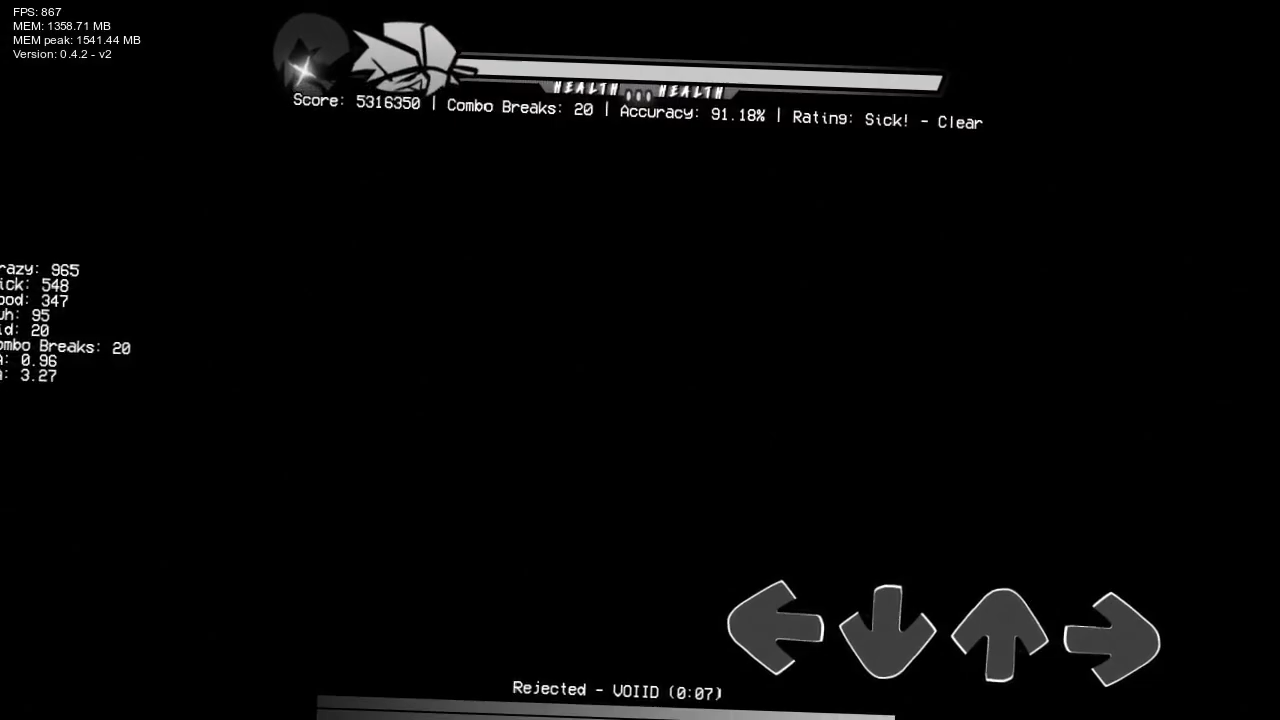 FPS: 867
MEM: 1358.71 MB
MEM peak: 1541.44 MB
Version: 0.4.2 - v2
HEALTH HEALTH
Score: 5316350 | Combo Breaks: 20 | Accuracy: 91.18% | Rating: Sick! - Clear
razy: 965
ick: 548
ood: 347
uh: 95
id: 20
ombo Breaks: 20
A: 0.96
a: 3.27
Rejected - VOIID (0:07)